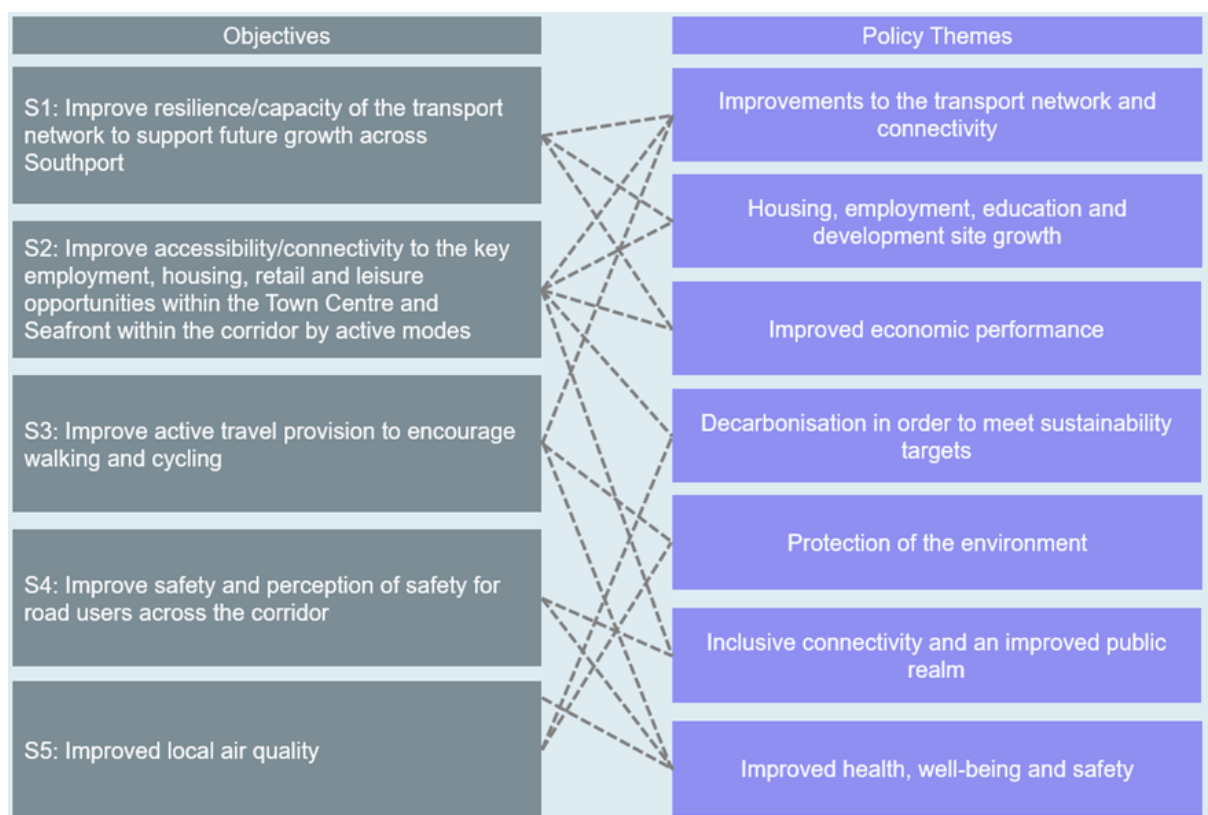 Objectives
Policy Themes
S1: Improve resilience/capacity of the transport
network to support future growth across
Southport
Improvements to the transport network and
connectivity
Housing, employment, education and
development site growth
S2: Improve accessibility/connectivity to the key
employment, housing, retail and leisure
opportunities within the Town Centre and
Seafront within the corridor by active modes
Improved economic performance
S3: Improve active travel provision to encourage
walking and cycling
Decarbonisation in order to meet sustainability
targets
Protection of the environment
S4: Improve safety and perception of safety for
road users across the corridor
Inclusive connectivity and an improved public
realm
S5: Improved local air quality
Improved health, well-being and safety